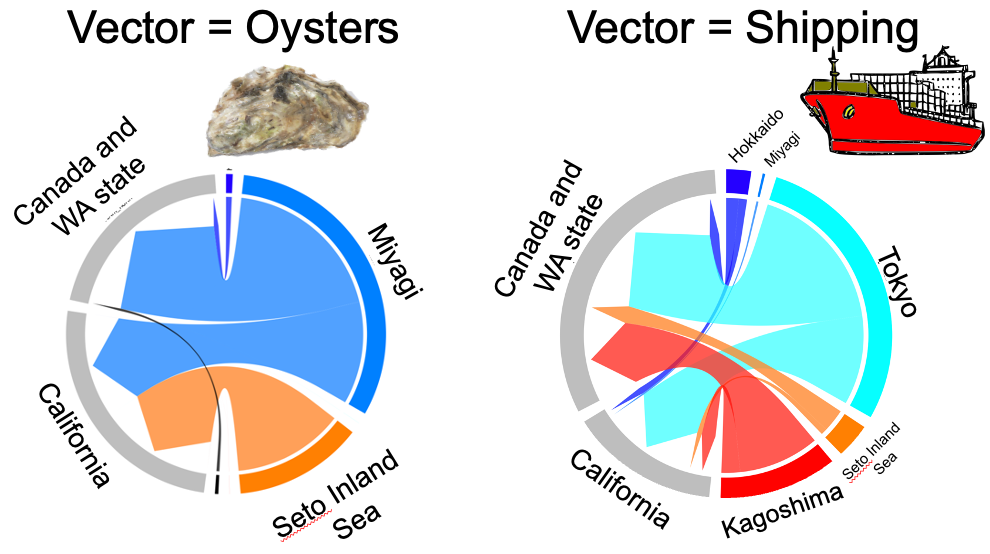 Vector = Oysters
Canada and
WA state
Miyagi
California
Seto Inland
Sea
Vector = Shipping
Hokkaido
Miyagi
Canada and
WA state
Tokyo
Seto Inland
Sea
California
Kagoshima